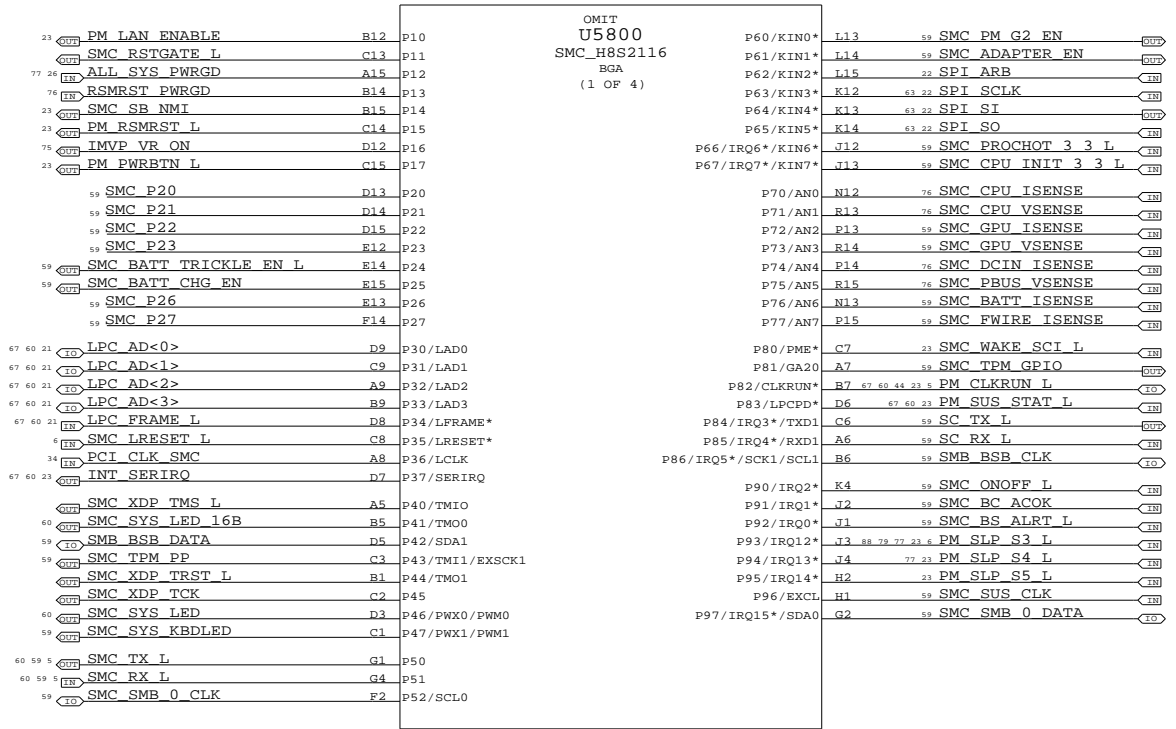 OMIT
U5800
SMC_H8S2116
BGA
(1 OF 4)
23 OUT PM_LAN_ENABLE B12 P10
OUT SMC_RSTGATE_L C13 P11
77 26 IN ALL_SYS_PWRGD A15 P12
76 IN RSMRST_PWRGD B14 P13
23 OUT SMC_SB_NMI B15 P14
23 OUT PM_RSMRST_L C14 P15
75 OUT IMVP_VR_ON D12 P16
23 OUT PM_PWRBTN_L C15 P17
59 SMC_P20 D13 P20
59 SMC_P21 D14 P21
59 SMC_P22 D15 P22
59 SMC_P23 E12 P23
59 OUT SMC_BATT_TRICKLE_EN_L E14 P24
59 OUT SMC_BATT_CHG_EN E15 P25
59 SMC_P26 E13 P26
59 SMC_P27 F14 P27
67 60 21 IO LPC_AD<0> D9 P30/LAD0
67 60 21 IO LPC_AD<1> C9 P31/LAD1
67 60 21 IO LPC_AD<2> A9 P32/LAD2
67 60 21 IO LPC_AD<3> B9 P33/LAD3
67 60 21 IN LPC_FRAME_L D8 P34/LFRAME*
6 IN SMC_LRESET_L C8 P35/LRESET*
34 IN PCI_CLK_SMC A8 P36/LCLK
67 60 23 OUT INT_SERIRQ D7 P37/SERIRQ
OUT SMC_XDP_TMS_L A5 P40/TMIO
60 OUT SMC_SYS_LED_16B B5 P41/TMO0
59 IO SMB_BSB_DATA D5 P42/SDA1
59 OUT SMC_TPM_PP C3 P43/TMI1/EXSCK1
OUT SMC_XDP_TRST_L B1 P44/TMO1
OUT SMC_XDP_TCK C2 P45
60 OUT SMC_SYS_LED D3 P46/PWX0/PWM0
59 OUT SMC_SYS_KBDLED C1 P47/PWX1/PWM1
60 59 5 OUT SMC_TX_L G1 P50
60 59 5 IN SMC_RX_L G4 P51
59 IO SMC_SMB_0_CLK F2 P52/SCL0
P60/KIN0* L13 59 SMC_PM_G2_EN OUT
P61/KIN1* L14 59 SMC_ADAPTER_EN OUT
P62/KIN2* L15 22 SPI_ARB IN
P63/KIN3* K12 63 22 SPI_SCLK IN
P64/KIN4* K13 63 22 SPI_SI OUT
P65/KIN5* K14 63 22 SPI_SO IN
P66/IRQ6*/KIN6* J12 59 SMC_PROCHOT_3_3_L IN
P67/IRQ7*/KIN7* J13 59 SMC_CPU_INIT_3_3_L IN
P70/AN0 N12 76 SMC_CPU_ISENSE IN
P71/AN1 R13 76 SMC_CPU_VSENSE IN
P72/AN2 P13 59 SMC_GPU_ISENSE IN
P73/AN3 R14 59 SMC_GPU_VSENSE IN
P74/AN4 P14 76 SMC_DCIN_ISENSE IN
P75/AN5 R15 76 SMC_PBUS_VSENSE IN
P76/AN6 N13 59 SMC_BATT_ISENSE IN
P77/AN7 P15 59 SMC_FWIRE_ISENSE IN
P80/PME* C7 23 SMC_WAKE_SCI_L IN
P81/GA20 A7 59 SMC_TPM_GPIO OUT
P82/CLKRUN* B7 67 60 44 23 5 PM_CLKRUN_L IO
P83/LPCPD* D6 67 60 23 PM_SUS_STAT_L IN
P84/IRQ3*/TXD1 C6 59 SC_TX_L OUT
P85/IRQ4*/RXD1 A6 59 SC_RX_L IN
P86/IRQ5*/SCK1/SCL1 B6 59 SMB_BSB_CLK IO
P90/IRQ2* K4 59 SMC_ONOFF_L IN
P91/IRQ1* J2 59 SMC_BC_ACOK IN
P92/IRQ0* J1 59 SMC_BS_ALRT_L IN
P93/IRQ12* J3 88 79 77 23 6 PM_SLP_S3_L IN
P94/IRQ13* J4 77 23 PM_SLP_S4_L IN
P95/IRQ14* H2 23 PM_SLP_S5_L IN
P96/EXCL H1 59 SMC_SUS_CLK IN
P97/IRQ15*/SDA0 G2 59 SMC_SMB_0_DATA IO